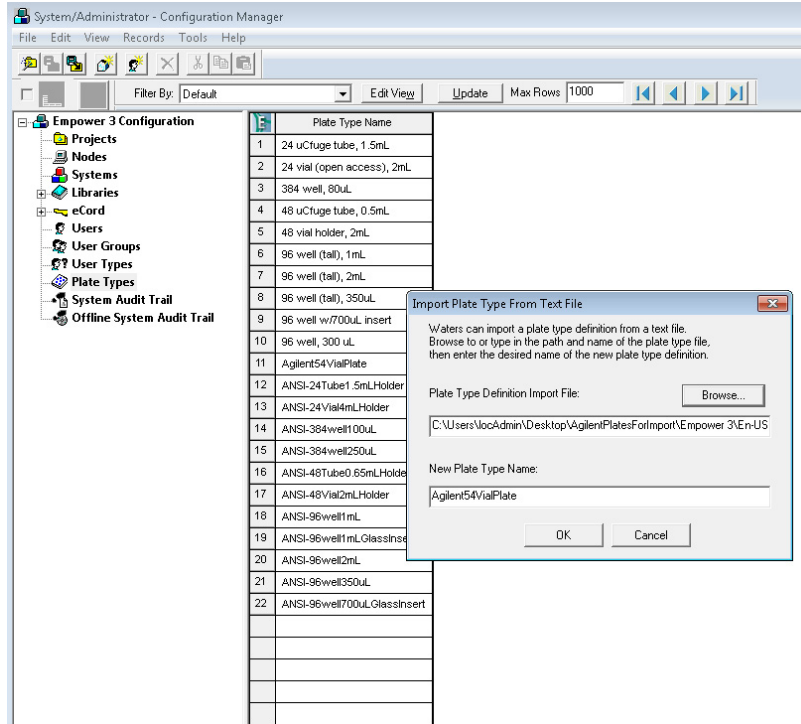 System/Administrator - Configuration Manager
File Edit View Records Tools Help
Filter By: Default Edit View Update Max Rows 1000
Empower 3 Configuration
Projects
Nodes
Systems
Libraries
eCord
Users
User Groups
User Types
Plate Types
System Audit Trail
Offline System Audit Trail
Plate Type Name
1 24 uCfuge tube, 1.5mL
2 24 vial (open access), 2mL
3 384 well, 80uL
4 48 uCfuge tube, 0.5mL
5 48 vial holder, 2mL
6 96 well (tall), 1mL
7 96 well (tall), 2mL
8 96 well (tall), 350uL
9 96 well w/700uL insert
10 96 well, 300 uL
11 Agilent54VialPlate
12 ANSI-24Tube1.5mLHolder
13 ANSI-24Vial4mLHolder
14 ANSI-384well100uL
15 ANSI-384well250uL
16 ANSI-48Tube0.65mLHolde
17 ANSI-48Vial2mLHolder
18 ANSI-96well1mL
19 ANSI-96well1mLGlassInse
20 ANSI-96well2mL
21 ANSI-96well350uL
22 ANSI-96well700uLGlassInsert
Import Plate Type From Text File
Waters can import a plate type definition from a text file.
Browse to or type in the path and name of the plate type file,
then enter the desired name of the new plate type definition.
Plate Type Definition Import File:
Browse...
C:\Users\locAdmin\Desktop\AgilentPlatesForImport\Empower 3\En-US
New Plate Type Name:
Agilent54VialPlate
OK Cancel